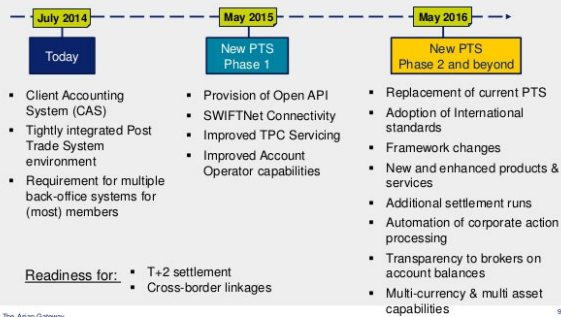 July 2014
May 2015
May 2016
Today
New PTS
Phase 1
New PTS
Phase 2 and beyond
▪ Client Accounting
System (CAS)
▪ Tightly integrated Post
Trade System
environment
▪ Requirement for multiple
back-office systems for
(most) members
▪ Provision of Open API
▪ SWIFTNet Connectivity
▪ Improved TPC Servicing
▪ Improved Account
Operator capabilities
▪ Replacement of current PTS
▪ Adoption of International
standards
▪ Framework changes
▪ New and enhanced products &
services
▪ Additional settlement runs
▪ Automation of corporate action
processing
▪ Transparency to brokers on
account balances
▪ Multi-currency & multi asset
capabilities
Readiness for:
▪ T+2 settlement
▪ Cross-border linkages
The Asian Gateway
9